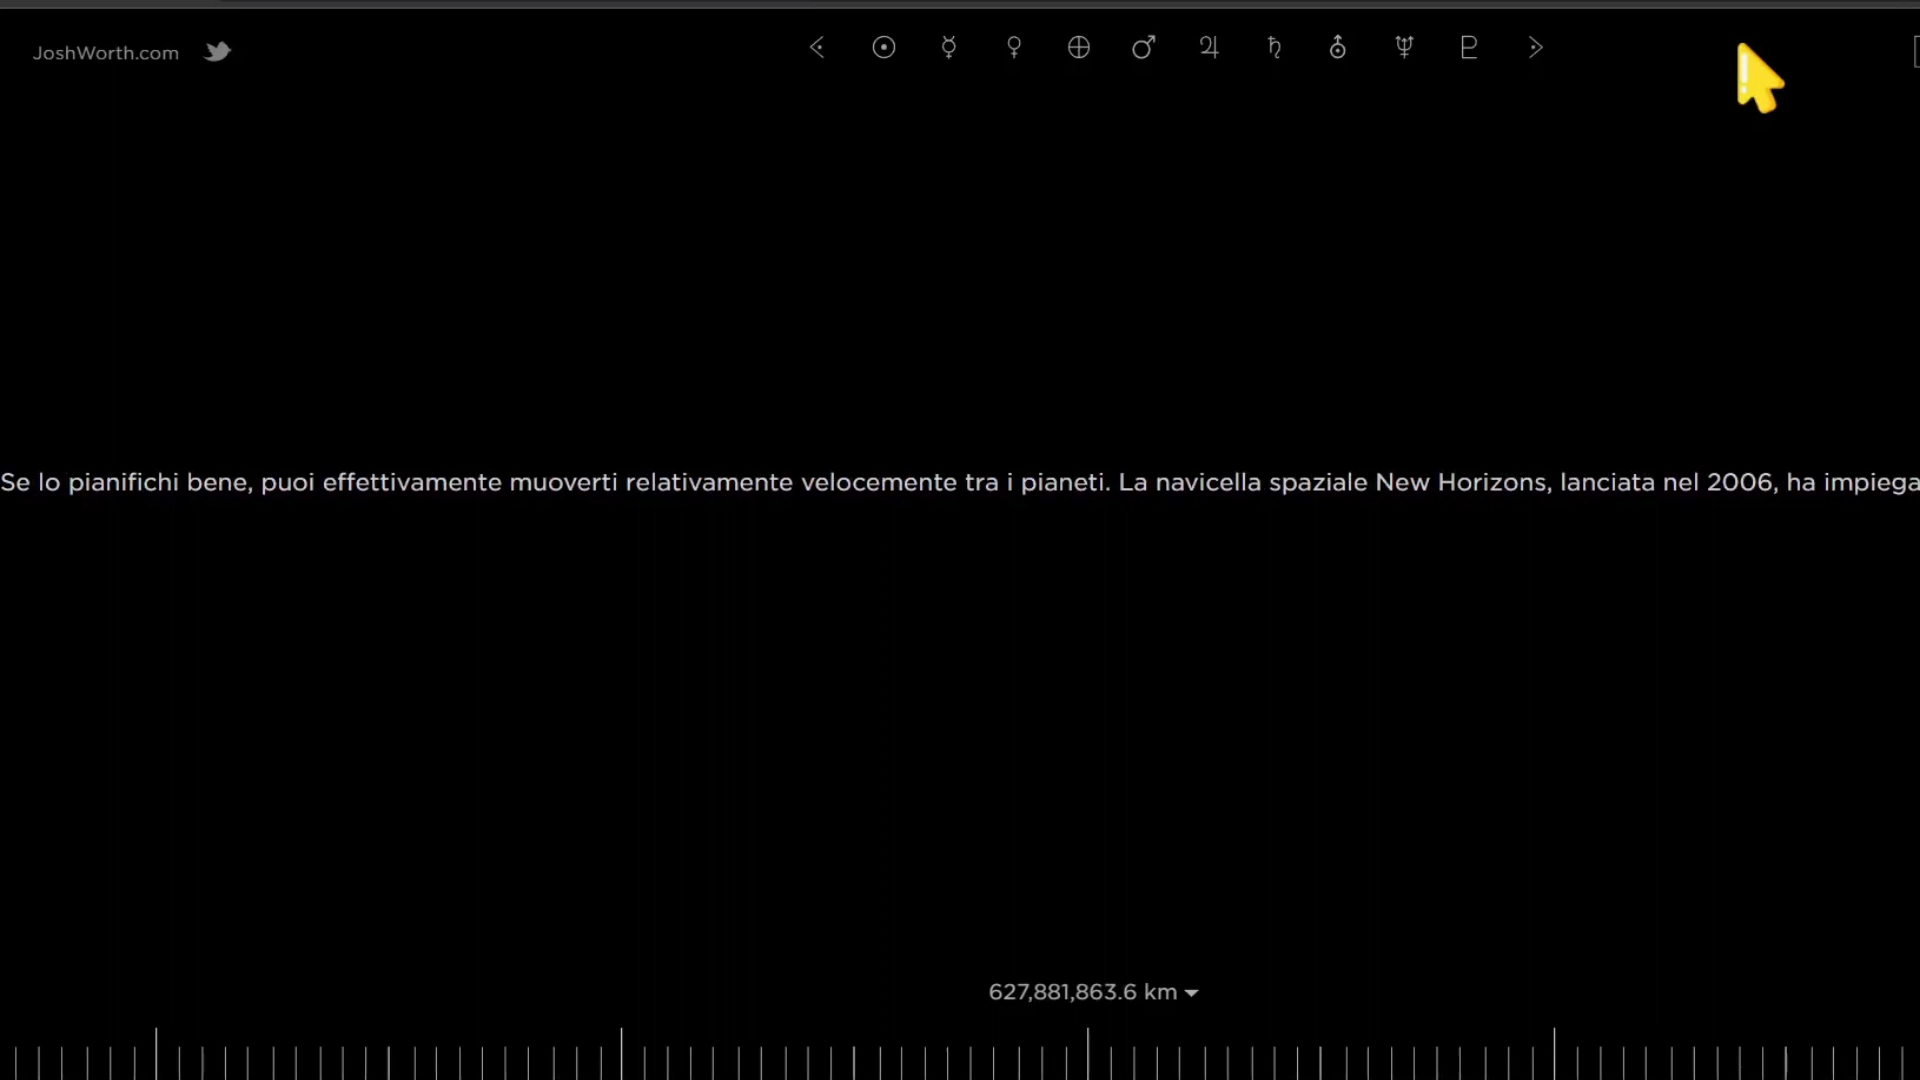 JoshWorth.com
☉ ☿ ♀ ⊕ ♂ ♃ ♄ ⛢ ♆ ♇
Se lo pianifichi bene, puoi effettivamente muoverti relativamente velocemente tra i pianeti. La navicella spaziale New Horizons, lanciata nel 2006, ha impiega
627,881,863.6 km